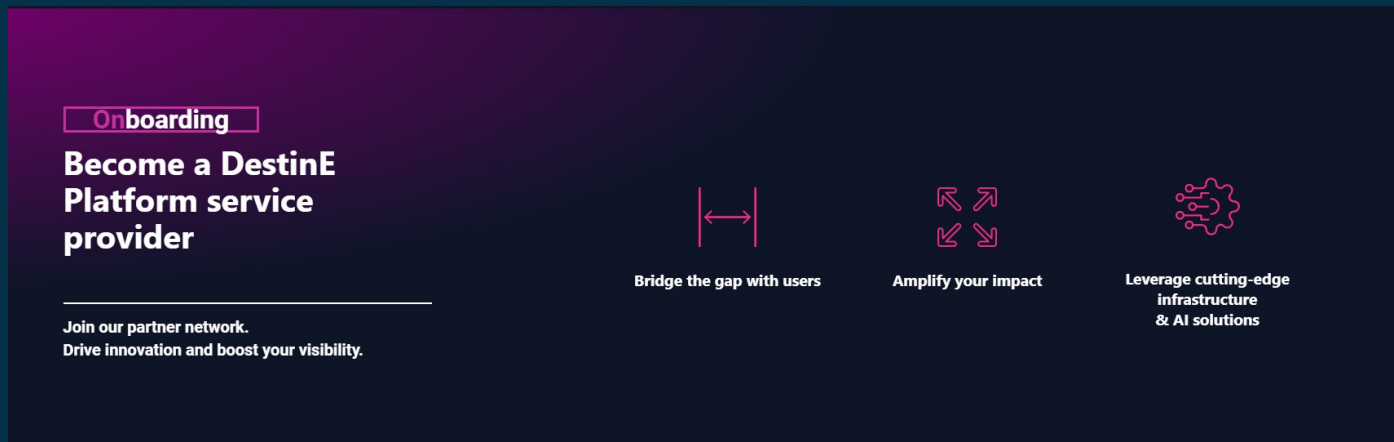 Onboarding
Become a DestinE
Platform service
provider
Join our partner network.
Drive innovation and boost your visibility.
Bridge the gap with users
Amplify your impact
Leverage cutting-edge
infrastructure
& AI solutions